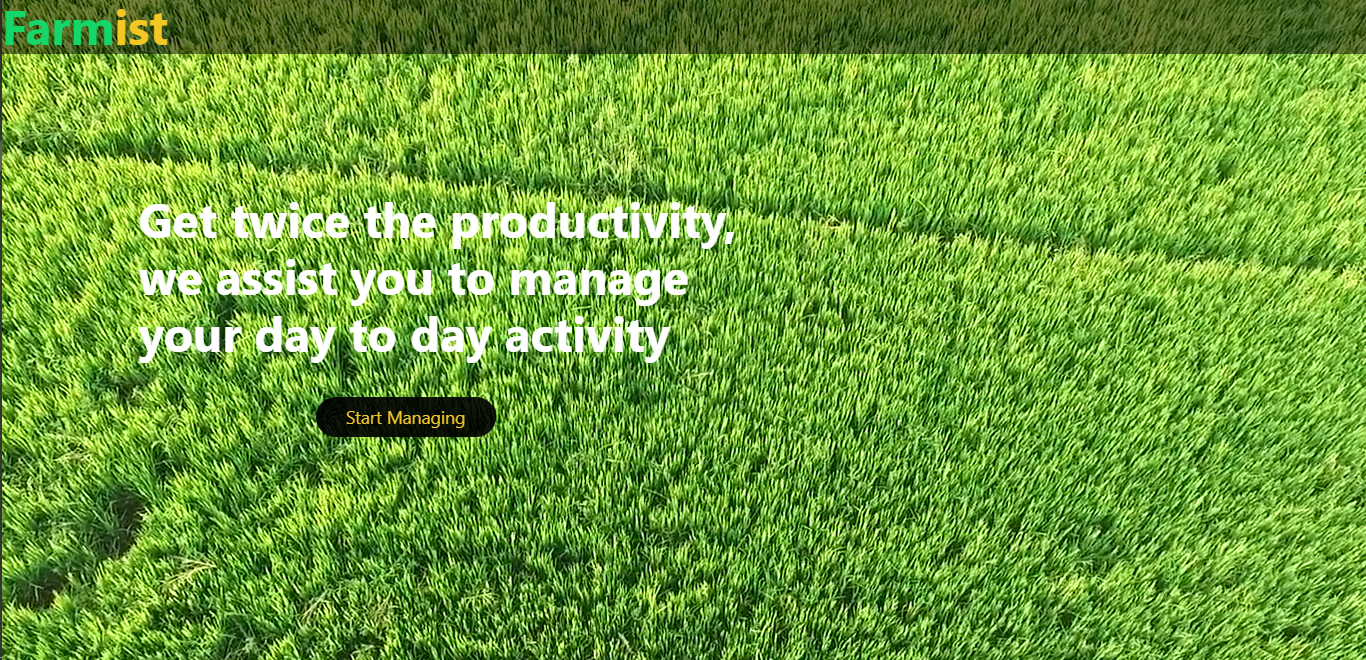 Farmist
Get twice the productivity,
we assist you to manage
your day to day activity
Start Managing